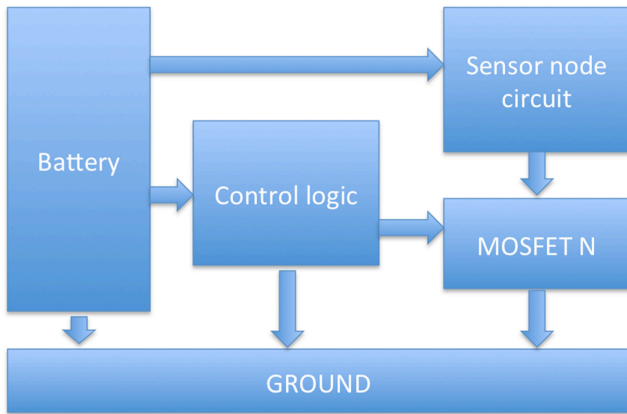 Sensor node
circuit
Battery
Control logic
MOSFET N
GROUND